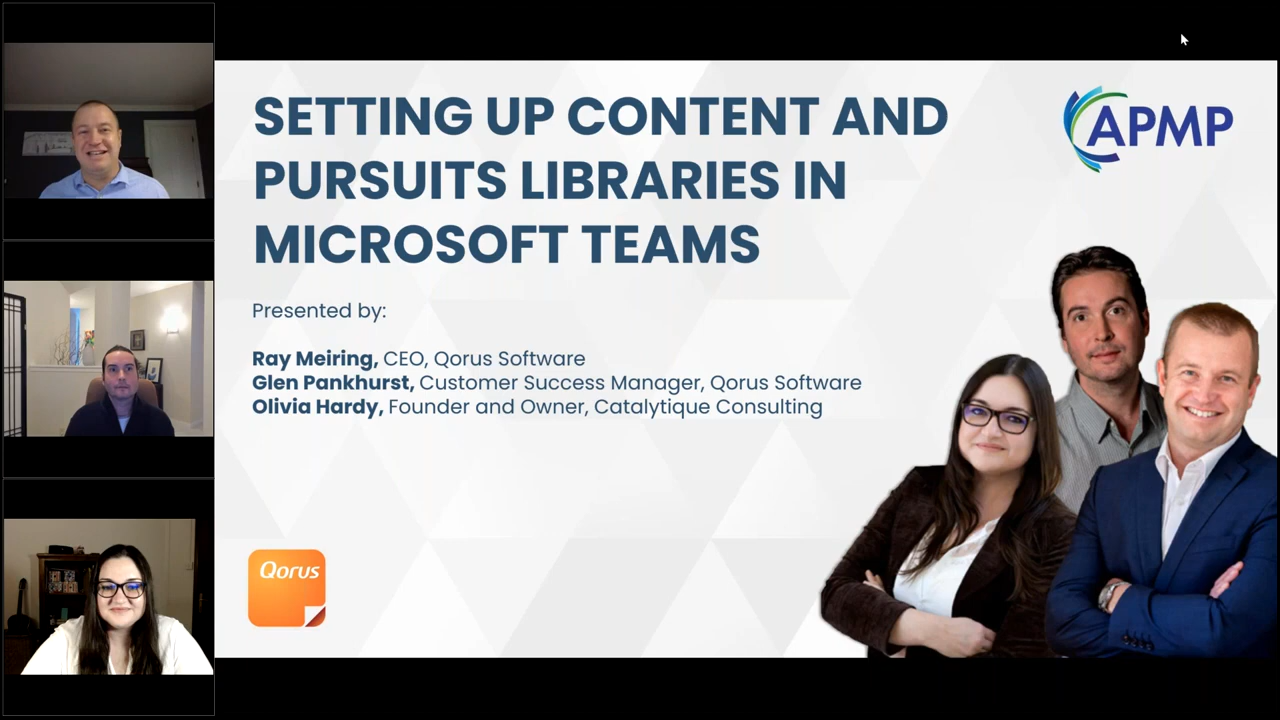 SETTING UP CONTENT AND
PURSUITS LIBRARIES IN
MICROSOFT TEAMS
APMP
Presented by:
Ray Meiring, CEO, Qorus Software
Glen Pankhurst, Customer Success Manager, Qorus Software
Olivia Hardy, Founder and Owner, Catalytique Consulting
Qorus